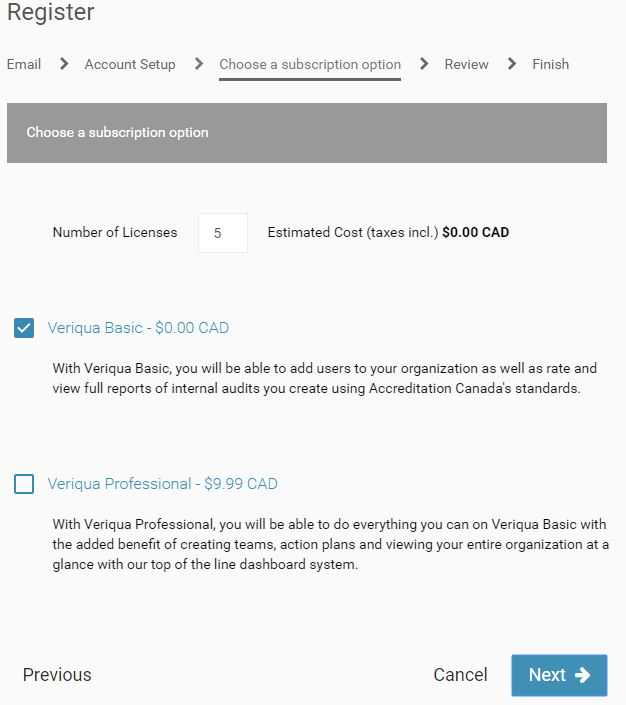 Register
Email > Account Setup > Choose a subscription option > Review > Finish
Choose a subscription option
Number of Licenses 5 Estimated Cost (taxes incl.) $0.00 CAD
Veriqua Basic - $0.00 CAD
With Veriqua Basic, you will be able to add users to your organization as well as rate and
view full reports of internal audits you create using Accreditation Canada's standards.
Veriqua Professional - $9.99 CAD
With Veriqua Professional, you will be able to do everything you can on Veriqua Basic with
the added benefit of creating teams, action plans and viewing your entire organization at a
glance with our top of the line dashboard system.
Previous Cancel Next →